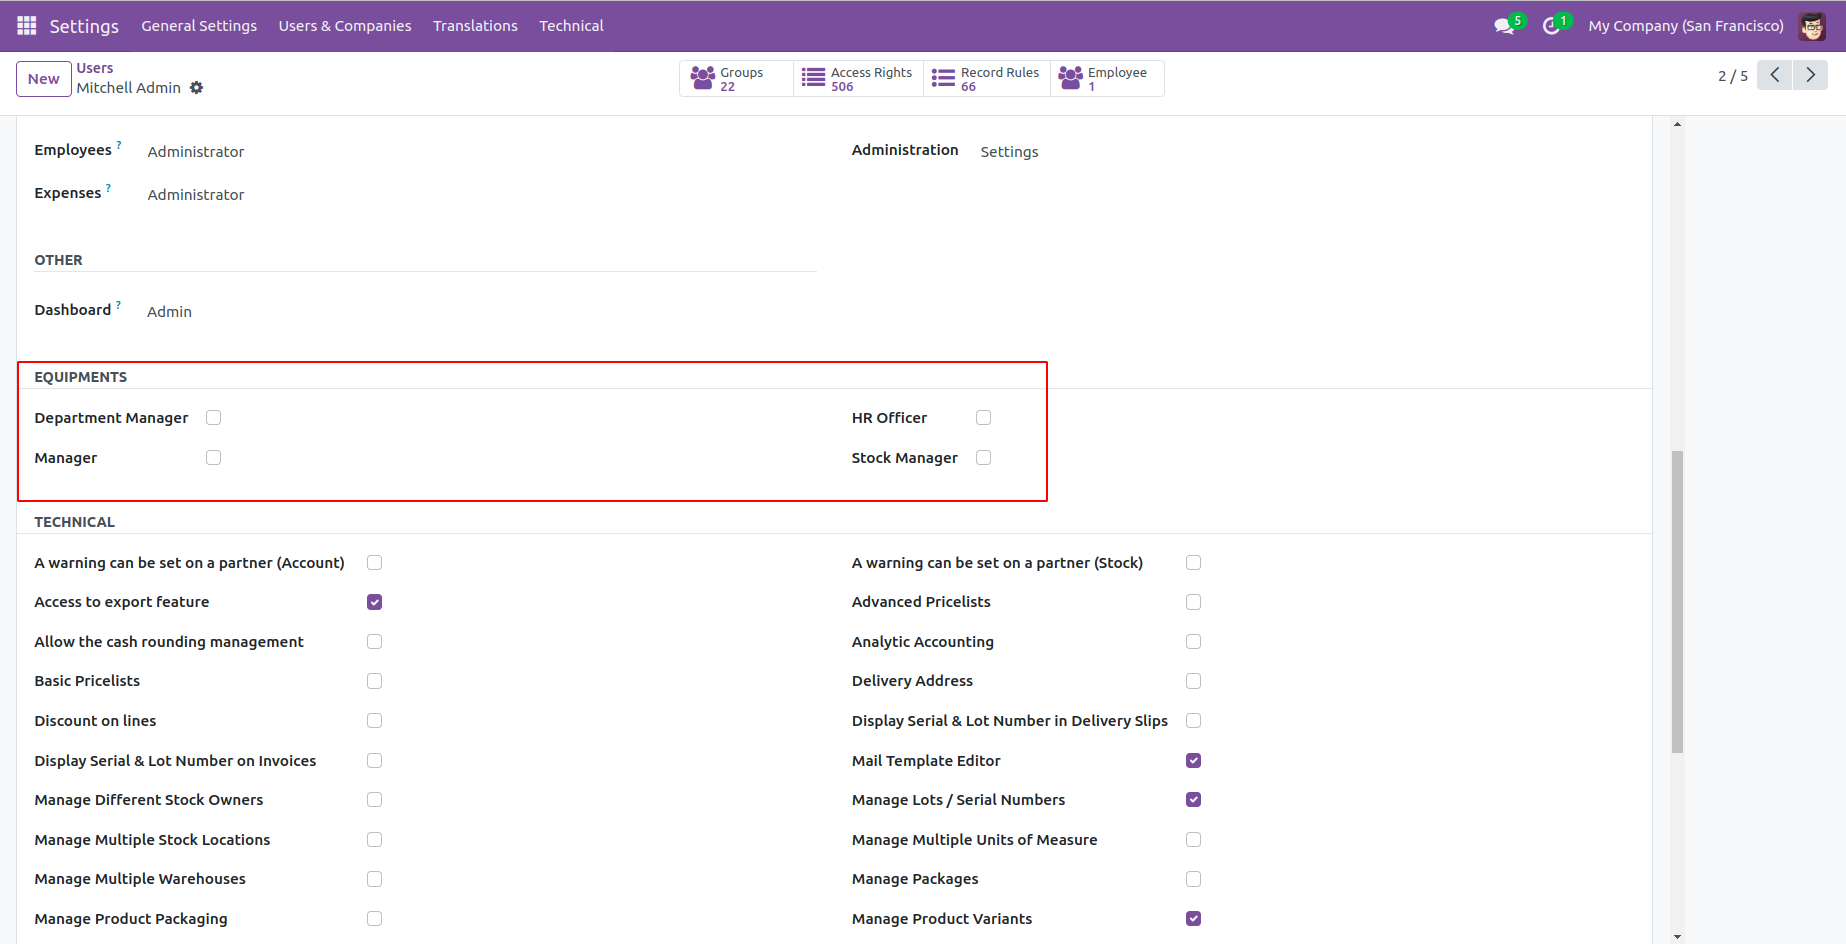 Settings General Settings Users & Companies Translations Technical 5 1 My Company (San Francisco)
New Users Groups Access Rights Record Rules Employee
Mitchell Admin 22 506 66 1 2 / 5
Employees ? Administrator Administration Settings
Expenses ? Administrator
OTHER
Dashboard ? Admin
EQUIPMENTS
Department Manager HR Officer
Manager Stock Manager
TECHNICAL
A warning can be set on a partner (Account) A warning can be set on a partner (Stock)
Access to export feature Advanced Pricelists
Allow the cash rounding management Analytic Accounting
Basic Pricelists Delivery Address
Discount on lines Display Serial & Lot Number in Delivery Slips
Display Serial & Lot Number on Invoices Mail Template Editor
Manage Different Stock Owners Manage Lots / Serial Numbers
Manage Multiple Stock Locations Manage Multiple Units of Measure
Manage Multiple Warehouses Manage Packages
Manage Product Packaging Manage Product Variants